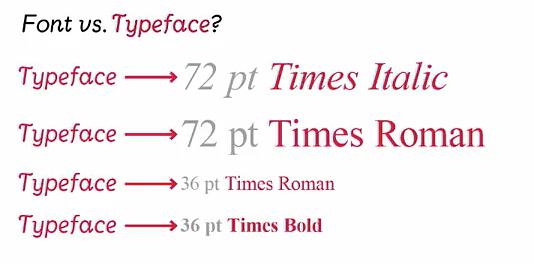 Font vs. Typeface?
Typeface 72 pt Times Italic
Typeface 72 pt Times Roman
Typeface 36 pt Times Roman
Typeface 36 pt Times Bold